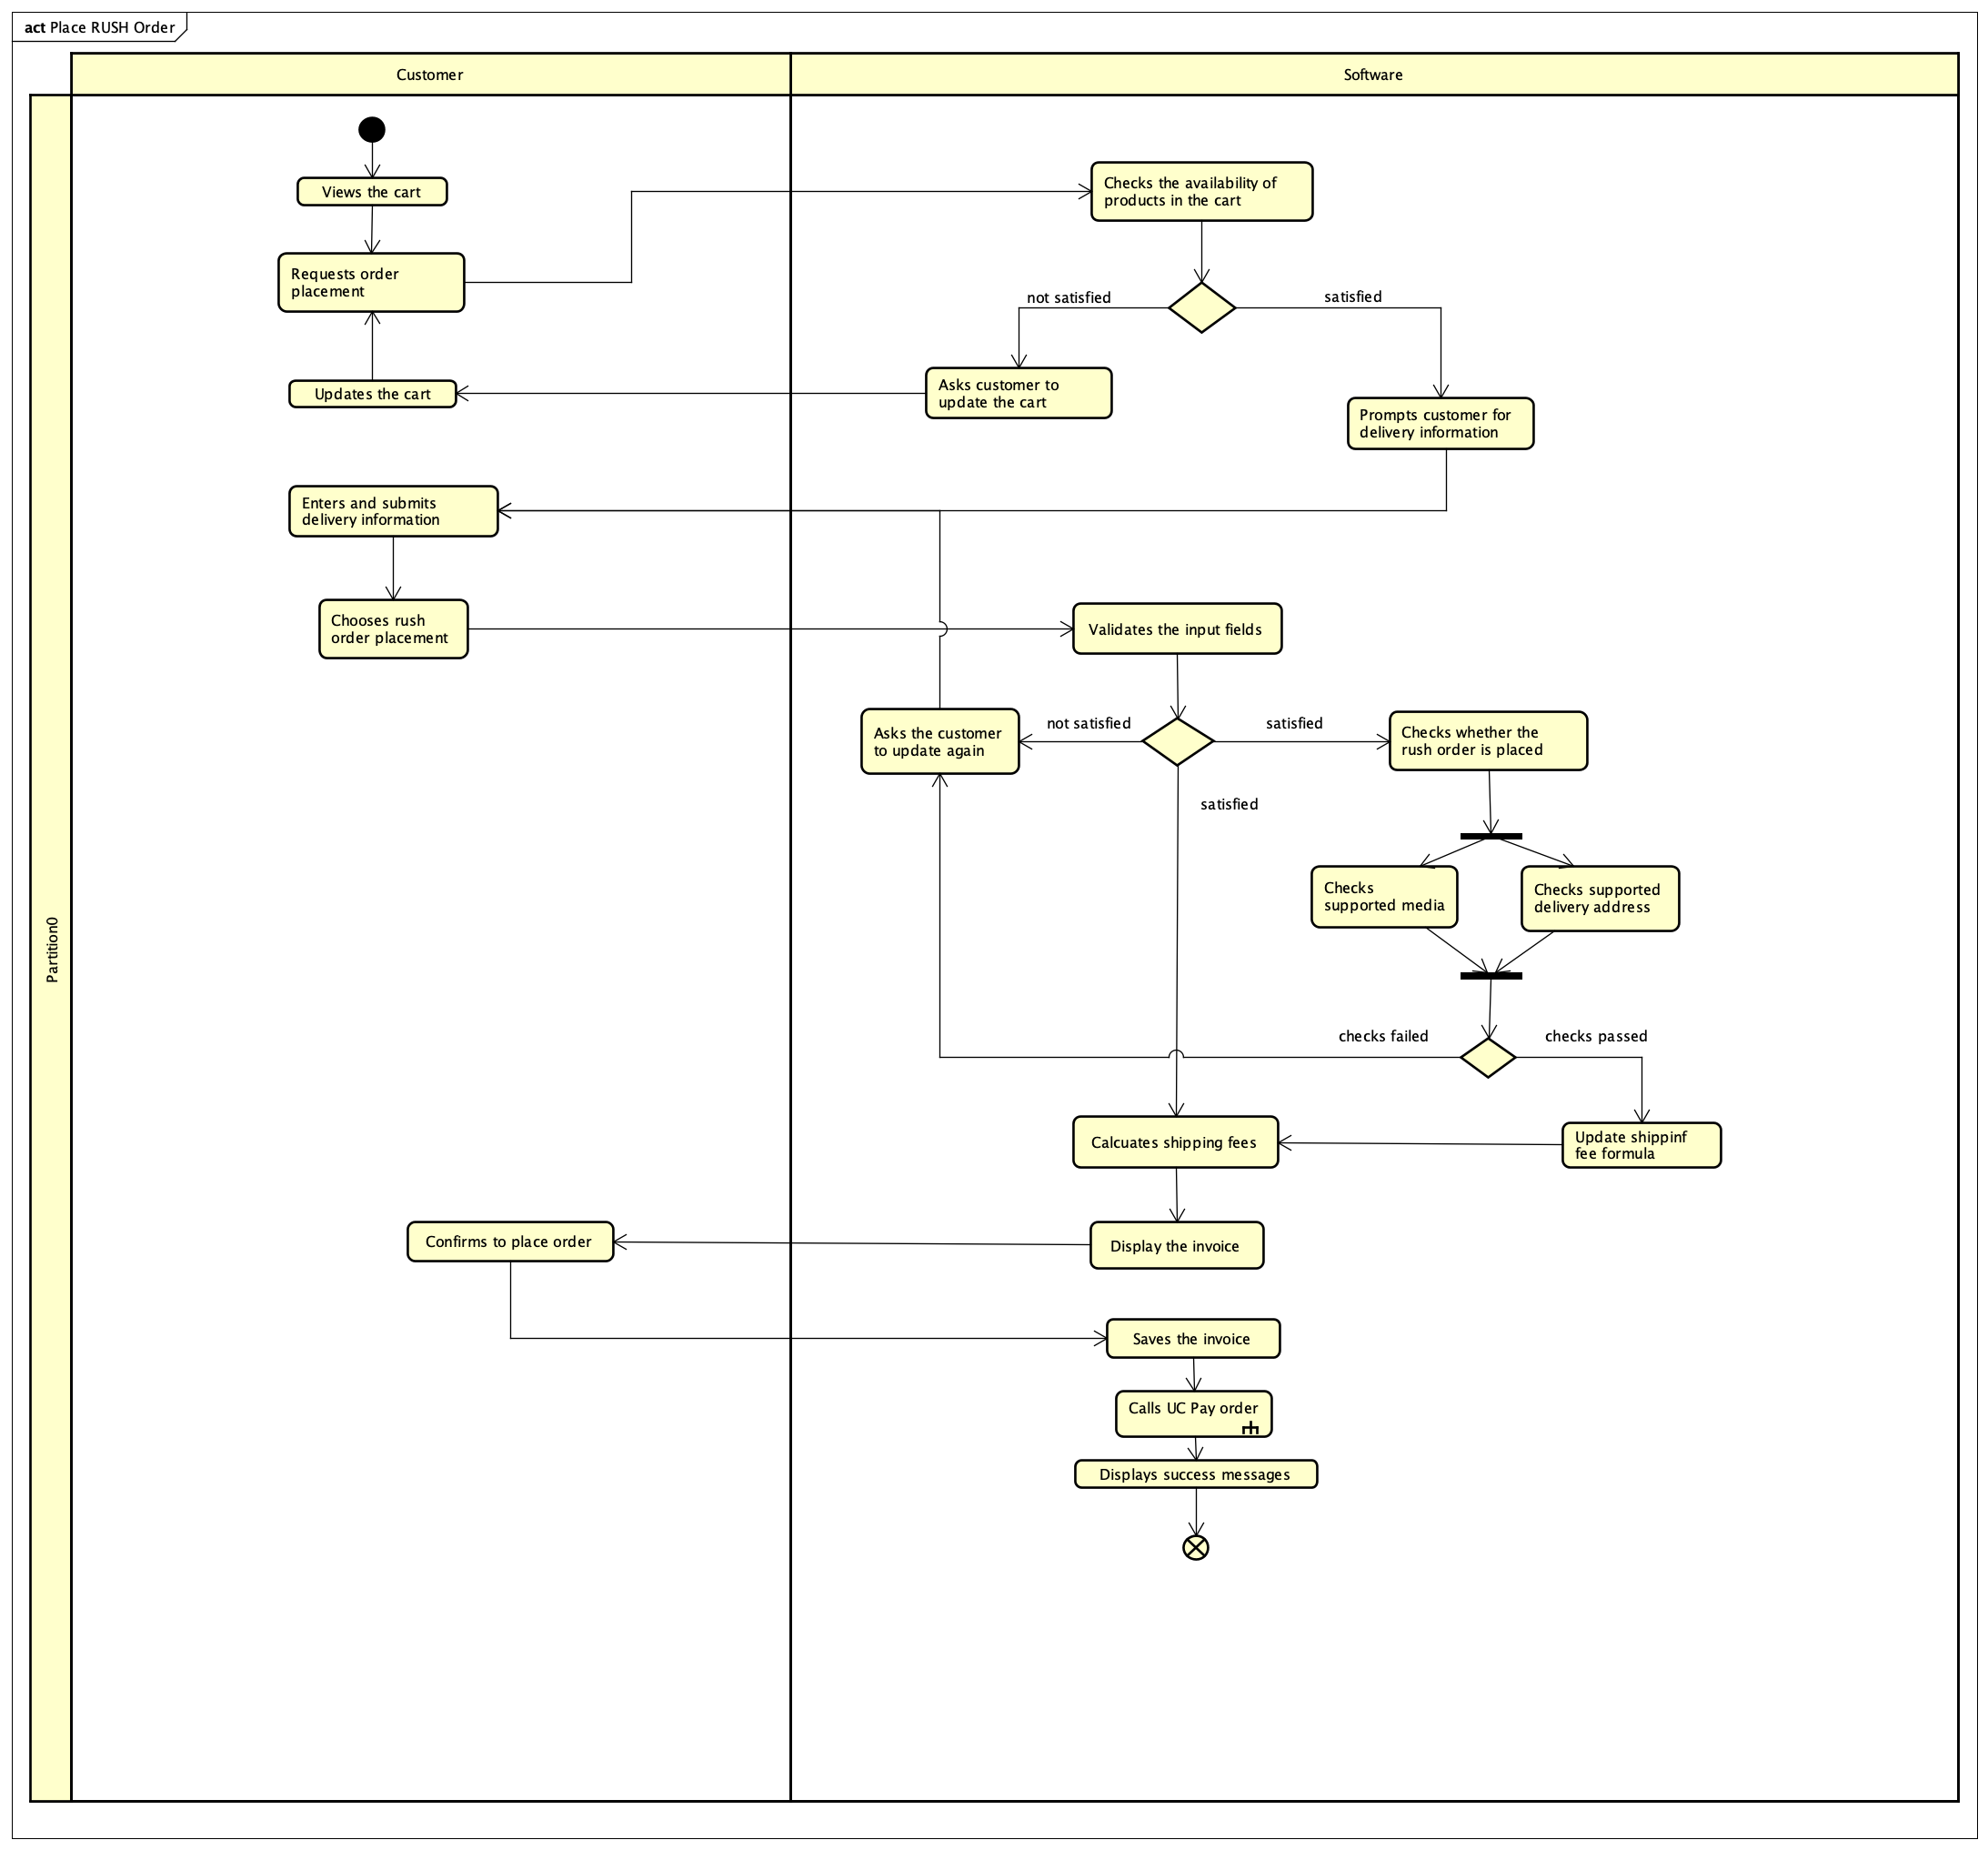 act Place RUSH Order
Customer
Software
Partition0
Views the cart
Checks the availability of
products in the cart
Requests order
placement
not satisfied
satisfied
Updates the cart
Asks customer to
update the cart
Prompts customer for
delivery information
Enters and submits
delivery information
Chooses rush
order placement
Validates the input fields
Asks the customer
to update again
not satisfied
satisfied
Checks whether the
rush order is placed
satisfied
Checks
supported media
Checks supported
delivery address
checks failed
checks passed
Calcuates shipping fees
Update shippinf
fee formula
Confirms to place order
Display the invoice
Saves the invoice
Calls UC Pay order
Displays success messages